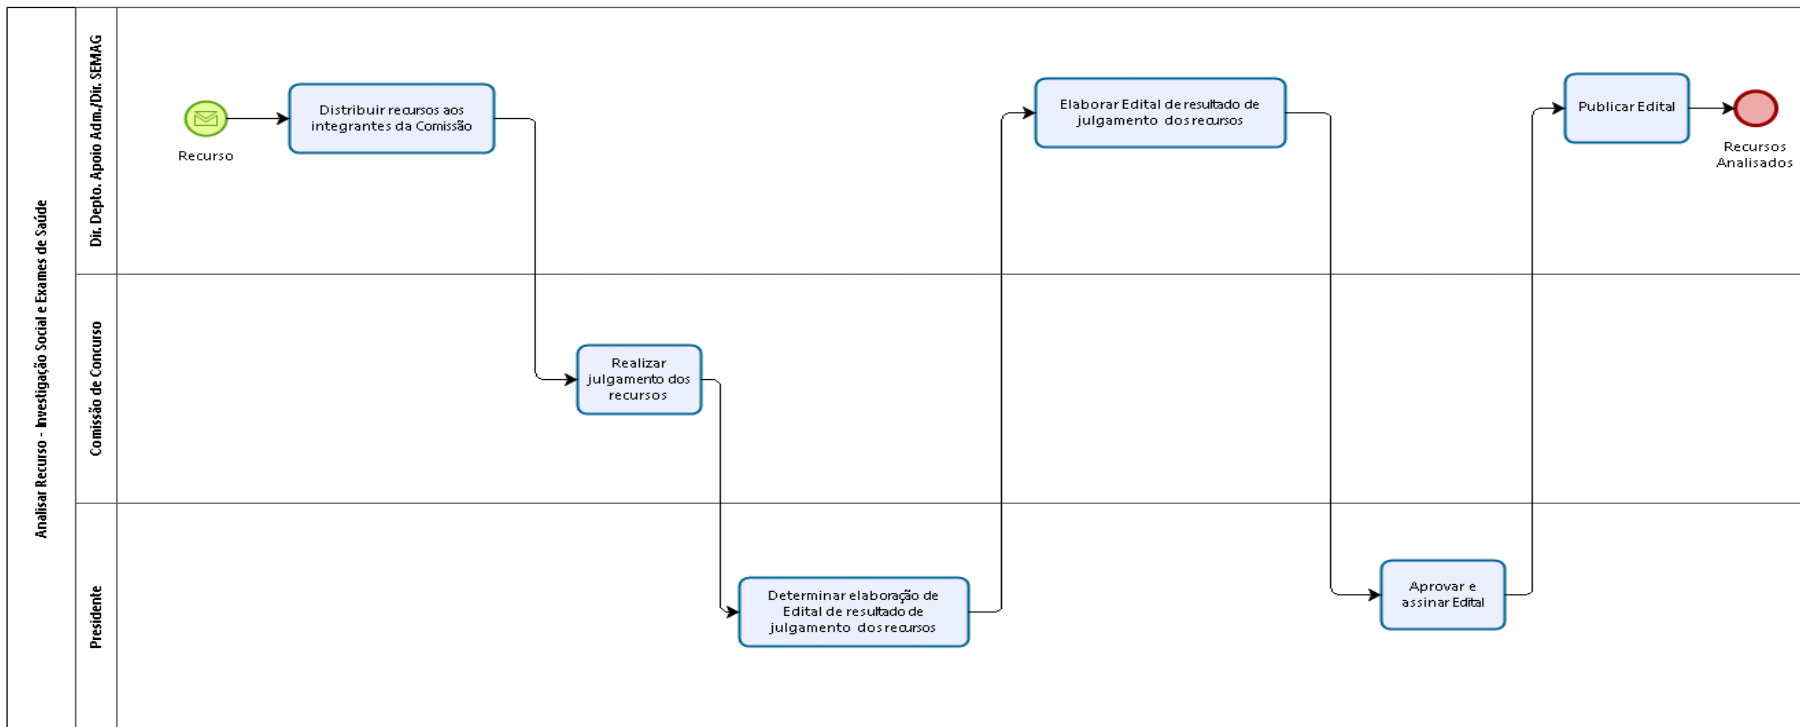 Analisar Recurso - Investigação Social e Exames de Saúde
Dir. Depto. Apoio Adm./Dir. SEMAG
Recurso
Distribuir recursos aos
integrantes da Comissão
Elaborar Edital de resultado de
julgamento dos recursos
Publicar Edital
Recursos
Analisados
Comissão de Concurso
Realizar
julgamento dos
recursos
Presidente
Determinar elaboração de
Edital de resultado de
julgamento dos recursos
Aprovar e
assinar Edital